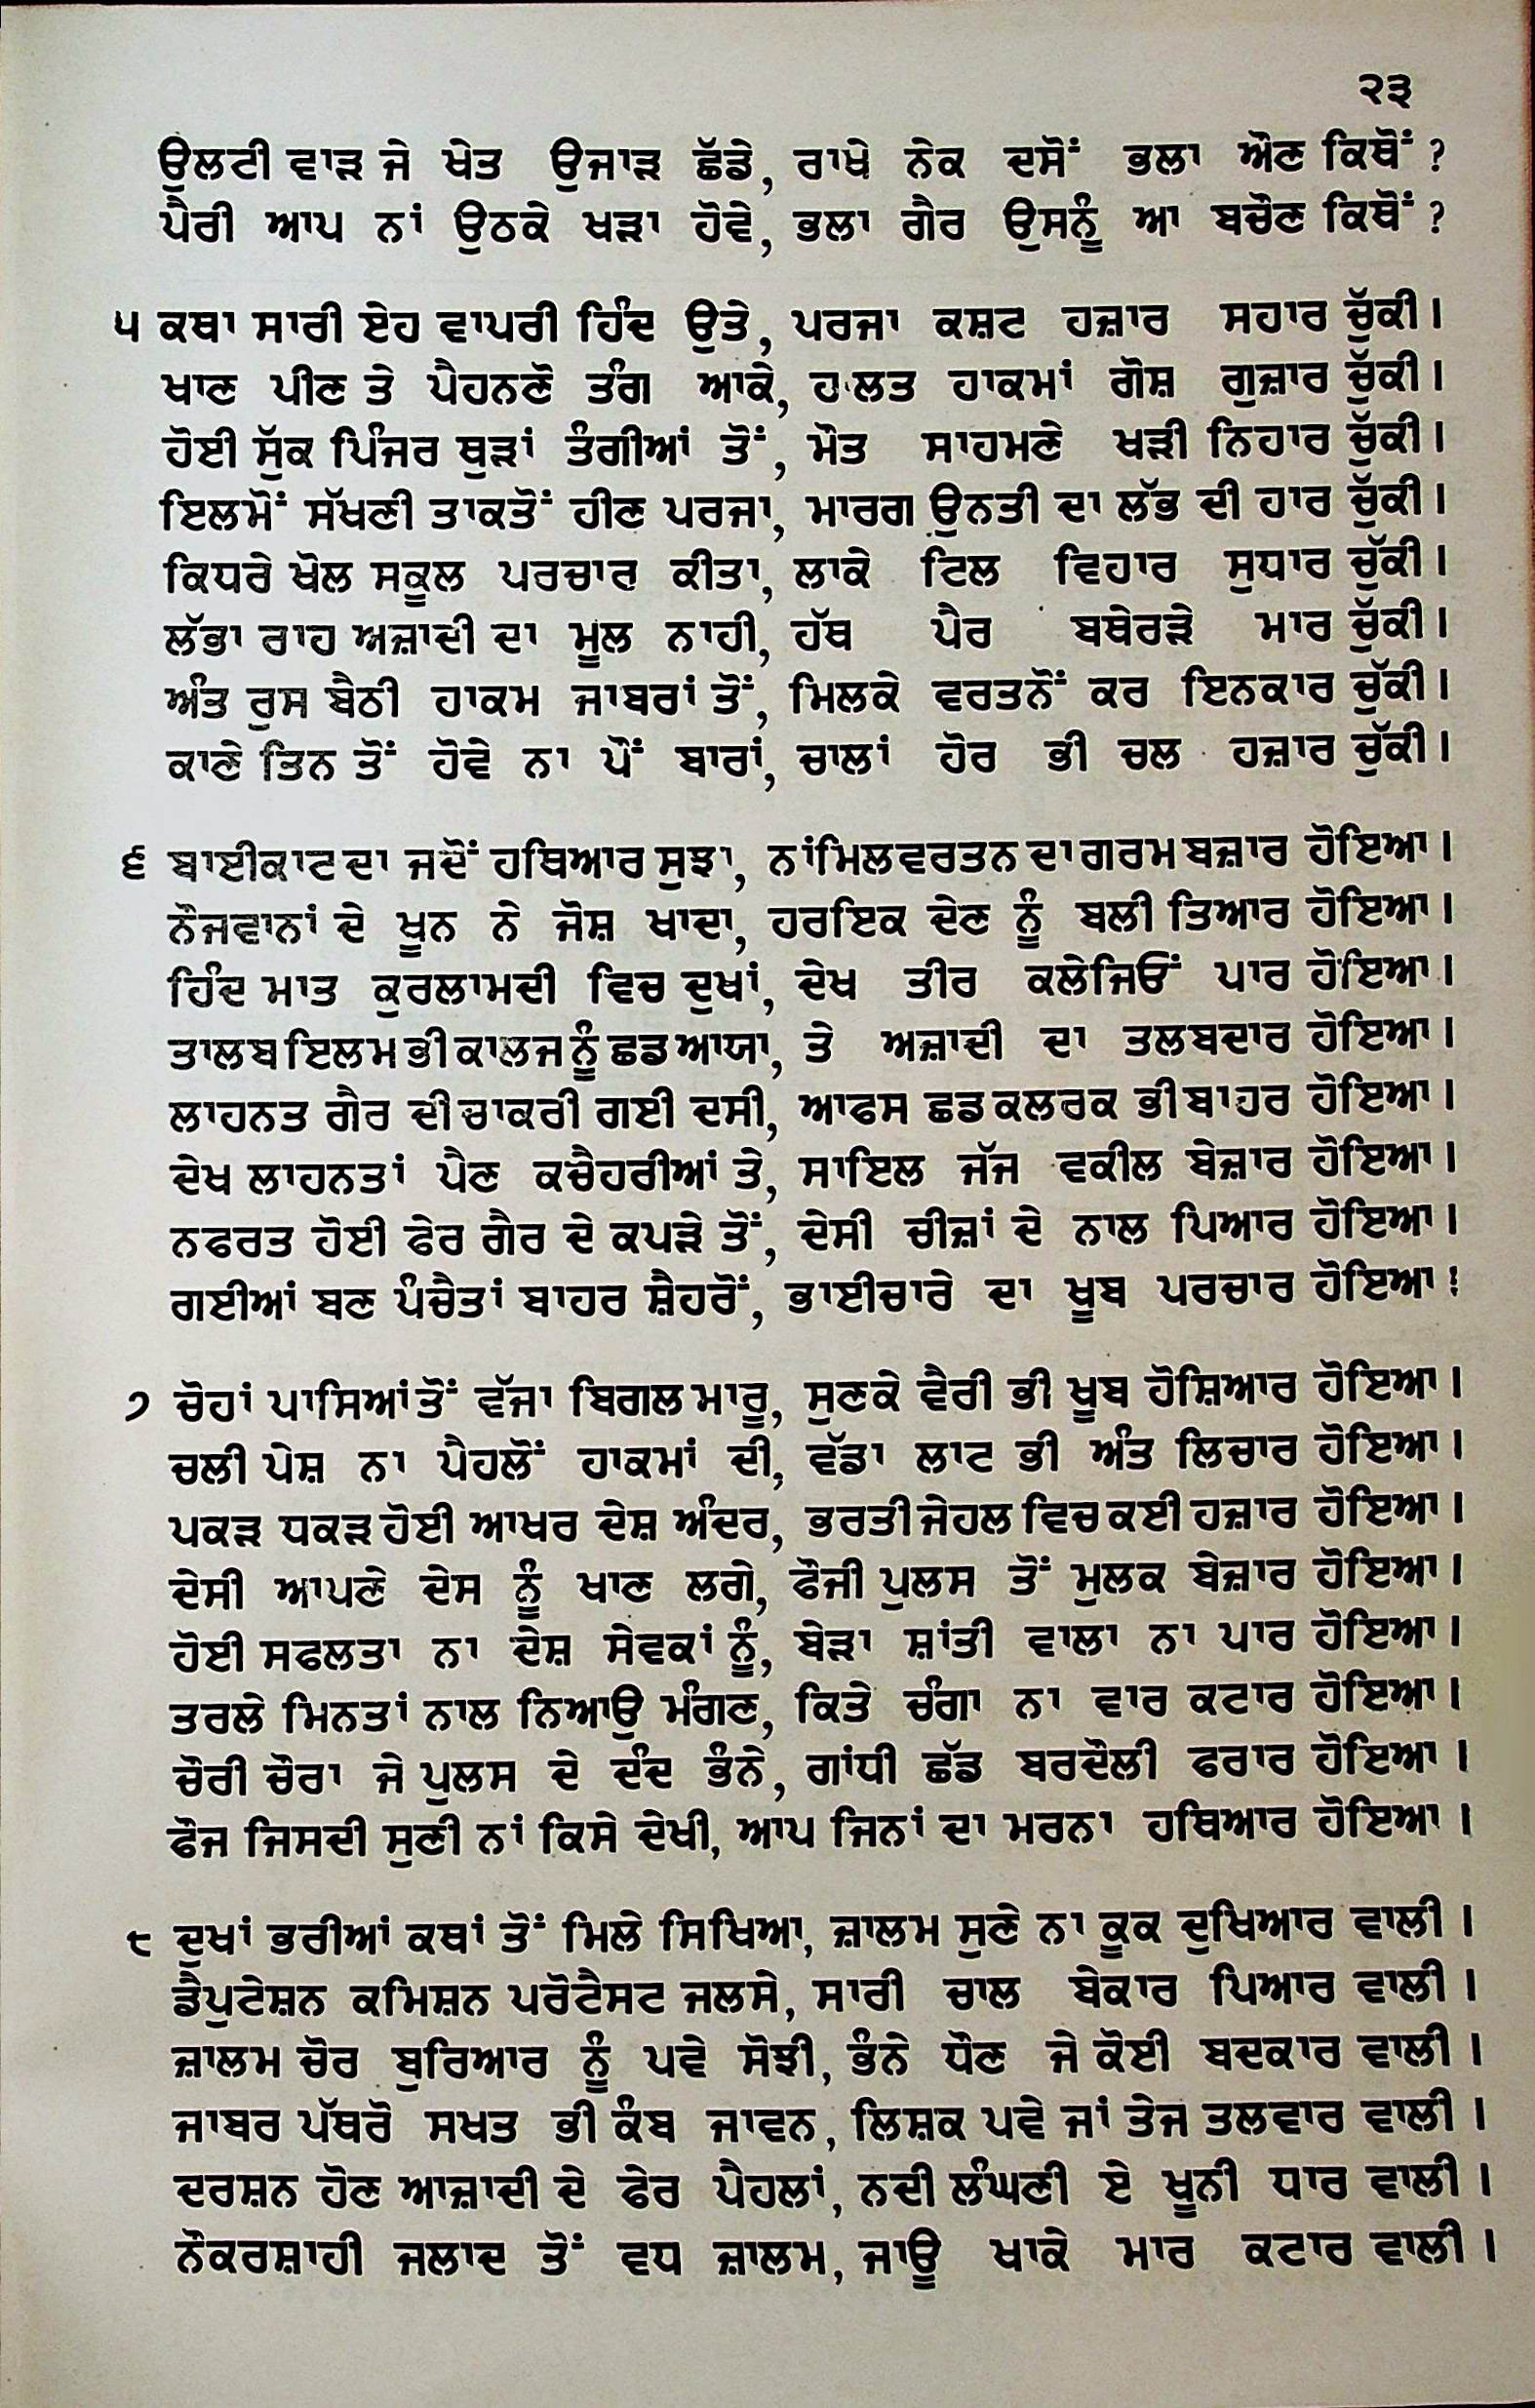 ੨੩
ਉਲਟੀ ਵਾੜ ਜੇ ਖੇਤ ਉਜਾੜ ਛੱਡੇ, ਰਾਖੇ ਨੇਕ ਦਸੋਂ ਭਲਾ ਔਣ ਕਿਥੋਂ ?
ਪੈਰੀ ਆਪ ਨਾਂ ਉਠਕੇ ਖੜਾ ਹੋਵੇ, ਭਲਾ ਗੈਰ ਉਸਨੂੰ ਆ ਬਚੌਣ ਕਿਥੋਂ ?
੫ ਕਥਾ ਸਾਰੀ ਏਹ ਵਾਪਰੀ ਹਿੰਦ ਉਤੇ, ਪਰਜਾ ਕਸ਼ਟ ਹਜ਼ਾਰ ਸਹਾਰ ਚੁੱਕੀ।
ਖਾਣ ਪੀਣ ਤੇ ਪੈਹਨਣੋ ਤੰਗ ਆਕੇ, ਹਾਲਤ ਹਾਕਮਾਂ ਗੋਸ਼ ਗੁਜ਼ਾਰ ਚੁੱਕੀ।
ਹੋਈ ਸੁੱਕ ਪਿੰਜਰ ਥੁੜਾਂ ਤੰਗੀਆਂ ਤੋਂ, ਮੌਤ ਸਾਹਮਣੇ ਖੜੀ ਨਿਹਾਰ ਚੁੱਕੀ।
ਇਲਮੋਂ ਸੱਖਣੀ ਤਾਕਤੋਂ ਹੀਣ ਪਰਜਾ, ਮਾਰਗ ਉਨਤੀ ਦਾ ਲੱਭ ਦੀ ਹਾਰ ਚੁੱਕੀ।
ਕਿਧਰੇ ਖੋਲ ਸਕੂਲ ਪਰਚਾਰ ਕੀਤਾ, ਲਾਕੇ ਟਿਲ ਵਿਹਾਰ ਸੁਧਾਰ ਚੁੱਕੀ।
ਲੱਭਾ ਰਾਹ ਅਜ਼ਾਦੀ ਦਾ ਮੂਲ ਨਾਹੀ, ਹੱਥ ਪੈਰ ਬਥੇਰੜੇ ਮਾਰ ਚੁੱਕੀ।
ਅੰਤ ਰੁਸ ਬੈਠੀ ਹਾਕਮ ਜਾਬਰਾਂ ਤੋਂ, ਮਿਲਕੇ ਵਰਤਨੋਂ ਕਰ ਇਨਕਾਰ ਚੁੱਕੀ।
ਕਾਣੇ ਤਿਨ ਤੋਂ ਹੋਵੇ ਨਾ ਪੌਂ ਬਾਰਾਂ, ਚਾਲਾਂ ਹੋਰ ਭੀ ਚਲ ਹਜ਼ਾਰ ਚੁੱਕੀ।
੬ ਬਾਈਕਾਟ ਦਾ ਜਦੋਂ ਹਥਿਆਰ ਸੁਝਾ, ਨਾਂਮਿਲਵਰਤਨ ਦਾ ਗਰਮ ਬਜ਼ਾਰ ਹੋਇਆ।
ਨੌਜਵਾਨਾਂ ਦੇ ਖੂਨ ਨੇ ਜੋਸ਼ ਖਾਦਾ, ਹਰਇਕ ਦੇਣ ਨੂੰ ਬਲੀ ਤਿਆਰ ਹੋਇਆ।
ਹਿੰਦ ਮਾਤ ਕੁਰਲਾਮਦੀ ਵਿਚ ਦੁਖਾਂ, ਦੇਖ ਤੀਰ ਕਲੇਜਿਓਂ ਪਾਰ ਹੋਇਆ।
ਤਾਲਬ ਇਲਮ ਭੀ ਕਾਲਜ ਨੂੰ ਛਡ ਆਯਾ, ਤੇ ਅਜ਼ਾਦੀ ਦਾ ਤਲਬਦਾਰ ਹੋਇਆ।
ਲਾਹਨਤ ਗੈਰ ਦੀ ਚਾਕਰੀ ਗਈ ਦਸੀ, ਆਫਸ ਛਡ ਕਲਰਕ ਭੀ ਬਾਹਰ ਹੋਇਆ।
ਦੇਖ ਲਾਹਨਤਾਂ ਪੈਣ ਕਚੈਹਰੀਆਂ ਤੇ, ਸਾਇਲ ਜੱਜ ਵਕੀਲ ਬੇਜ਼ਾਰ ਹੋਇਆ।
ਨਫਰਤ ਹੋਈ ਫੇਰ ਗੈਰ ਦੇ ਕਪੜੇ ਤੋਂ, ਦੇਸੀ ਚੀਜ਼ਾਂ ਦੇ ਨਾਲ ਪਿਆਰ ਹੋਇਆ।
ਗਈਆਂ ਬਣ ਪੰਚੈਤਾਂ ਬਾਹਰ ਸ਼ੈਹਰੋਂ, ਭਾਈਚਾਰੇ ਦਾ ਖੂਬ ਪਰਚਾਰ ਹੋਇਆ।
੭ ਚੋਹਾਂ ਪਾਸਿਆਂ ਤੋਂ ਵੱਜਾ ਬਿਗਲ ਮਾਰੂ, ਸੁਣਕੇ ਵੈਰੀ ਭੀ ਖੂਬ ਹੋਸ਼ਿਆਰ ਹੋਇਆ।
ਚਲੀ ਪੇਸ਼ ਨਾ ਪੈਹਲੋਂ ਹਾਕਮਾਂ ਦੀ, ਵੱਡਾ ਲਾਟ ਭੀ ਅੰਤ ਲਿਚਾਰ ਹੋਇਆ।
ਪਕੜ ਧਕੜ ਹੋਈ ਆਖਰ ਦੇਸ਼ ਅੰਦਰ, ਭਰਤੀ ਜੇਹਲ ਵਿਚ ਕਈ ਹਜ਼ਾਰ ਹੋਇਆ।
ਦੇਸੀ ਆਪਣੇ ਦੇਸ ਨੂੰ ਖਾਣ ਲਗੇ, ਫੌਜੀ ਪੁਲਸ ਤੋਂ ਮੁਲਕ ਬੇਜ਼ਾਰ ਹੋਇਆ।
ਹੋਈ ਸਫਲਤਾ ਨਾ ਦੇਸ਼ ਸੇਵਕਾਂ ਨੂੰ, ਬੇੜਾ ਸ਼ਾਂਤੀ ਵਾਲਾ ਨਾ ਪਾਰ ਹੋਇਆ।
ਤਰਲੇ ਮਿਨਤਾਂ ਨਾਲ ਨਿਆਉ ਮੰਗਣ, ਕਿਤੇ ਚੰਗਾ ਨਾ ਵਾਰ ਕਟਾਰ ਹੋਇਆ।
ਚੌਰੀ ਚੌਰਾ ਜੇ ਪੁਲਸ ਦੇ ਦੰਦ ਭੰਨੇ, ਗਾਂਧੀ ਛੱਡ ਬਰਦੌਲੀ ਫਰਾਰ ਹੋਇਆ।
ਫੌਜ ਜਿਸਦੀ ਸੁਣੀ ਨਾਂ ਕਿਸੇ ਦੇਖੀ, ਆਪ ਜਿਨਾਂ ਦਾ ਮਰਨਾ ਹਥਿਆਰ ਹੋਇਆ।
੮ ਦੁਖਾਂ ਭਰੀਆਂ ਕਥਾਂ ਤੋਂ ਮਿਲੇ ਸਿਖਿਆ, ਜ਼ਾਲਮ ਸੁਣੇ ਨਾ ਕੂਕ ਦੁਖਿਆਰ ਵਾਲੀ।
ਡੈਪੁਟੇਸ਼ਨ ਕਮਿਸ਼ਨ ਪਰੋਟੈਸਟ ਜਲਸੇ, ਸਾਰੀ ਚਾਲ ਬੇਕਾਰ ਪਿਆਰ ਵਾਲੀ।
ਜ਼ਾਲਮ ਚੋਰ ਬੁਰਿਆਰ ਨੂੰ ਪਵੇ ਸੋਝੀ, ਭੰਨੇ ਧੌਣ ਜੇ ਕੋਈ ਬਦਕਾਰ ਵਾਲੀ।
ਜਾਬਰ ਪੱਥਰੋ ਸਖਤ ਭੀ ਕੰਬ ਜਾਵਨ, ਲਿਸ਼ਕ ਪਵੇ ਜਾਂ ਤੇਜ ਤਲਵਾਰ ਵਾਲੀ।
ਦਰਸ਼ਨ ਹੋਣ ਆਜ਼ਾਦੀ ਦੇ ਫੇਰ ਪੈਹਲਾਂ, ਨਦੀ ਲੰਘਣੀ ਏ ਖੂਨੀ ਧਾਰ ਵਾਲੀ।
ਨੌਕਰਸ਼ਾਹੀ ਜਲਾਦ ਤੋਂ ਵਧ ਜ਼ਾਲਮ, ਜਾਊ ਖਾਕੇ ਮਾਰ ਕਟਾਰ ਵਾਲੀ।